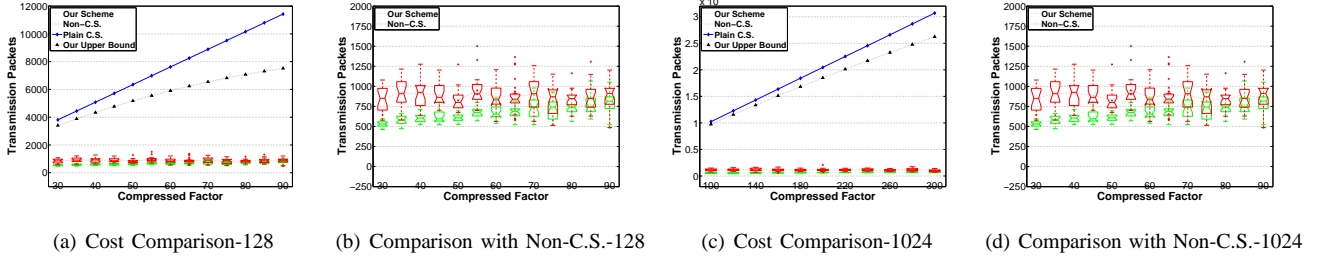 12000
10000
8000
6000
4000
2000
0
Transmission Packets
Our Scheme
Non−C.S.
Plain C.S.
Our Upper Bound
30 40 50 60 70 80 90
Compressed Factor
2000
1750
1500
1250
1000
750
500
250
0
−250
Transmission Packets
Our Scheme
Non−C.S.
30 40 50 60 70 80 90
Compressed Factor
x 10
3
2.5
2
1.5
1
0.5
0
Transmission Packets
Our Scheme
Non−C.S.
Plain C.S.
Our Upper Bound
100 140 180 220 260 300
Compressed Factor
2000
1750
1500
1250
1000
750
500
250
0
−250
Transmission Packets
Our Scheme
Non−C.S.
30 40 50 60 70 80 90
Compressed Factor
(a) Cost Comparison-128
(b) Comparison with Non-C.S.-128
(c) Cost Comparison-1024
(d) Comparison with Non-C.S.-1024